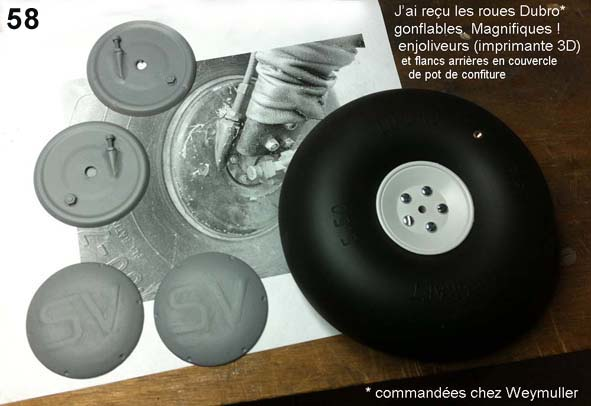 58
J'ai reçu les roues Dubro*
gonflables. Magnifiques !
enjoliveurs (imprimante 3D)
et flancs arrières en couvercle
de pot de confiture
SV
SV
* commandées chez Weymuller